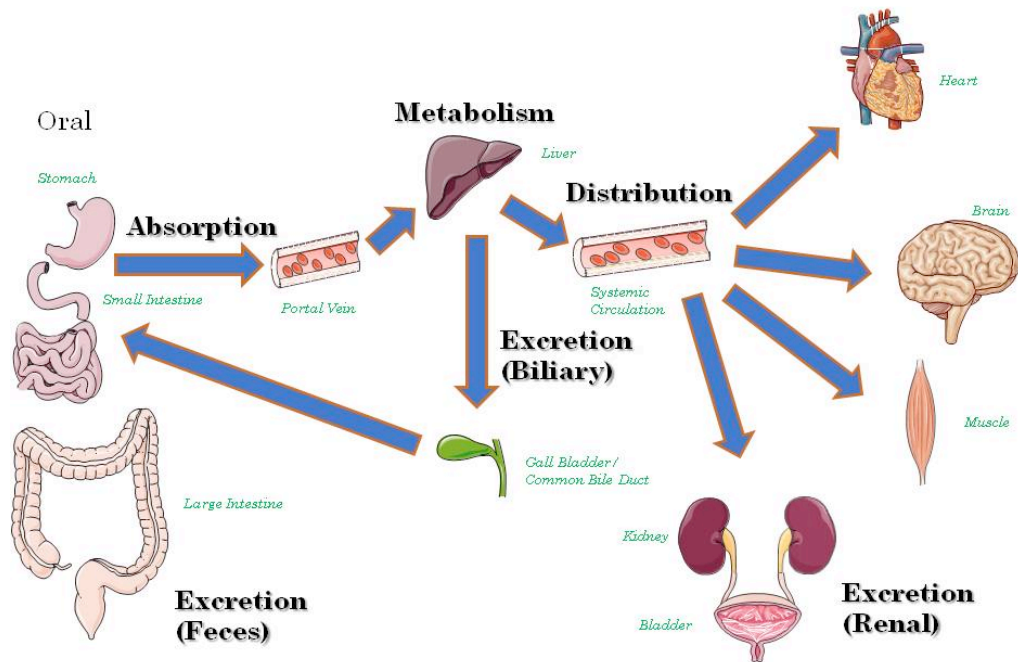 Oral
Stomach
Absorption
Small Intestine
Portal Vein
Metabolism
Liver
Distribution
Systemic
Circulation
Heart
Brain
Muscle
Excretion
(Biliary)
Gall Bladder/
Common Bile Duct
Large Intestine
Excretion
(Feces)
Kidney
Bladder
Excretion
(Renal)